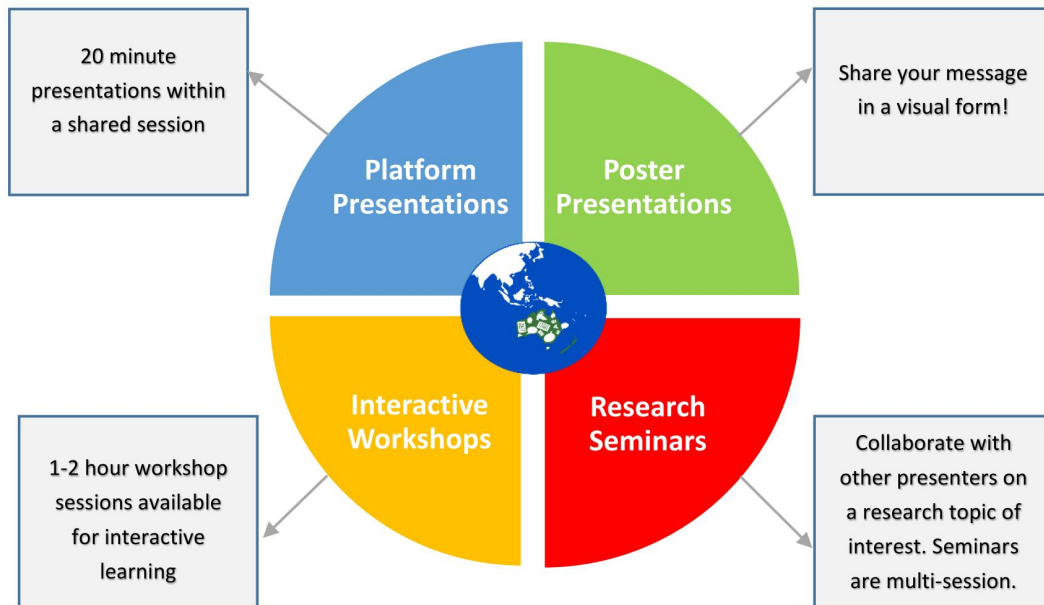 20 minute
presentations within
a shared session
Platform
Presentations
Poster
Presentations
Share your message
in a visual form!
Interactive
Workshops
Research
Seminars
1-2 hour workshop
sessions available
for interactive
learning
Collaborate with
other presenters on
a research topic of
interest. Seminars
are multi-session.